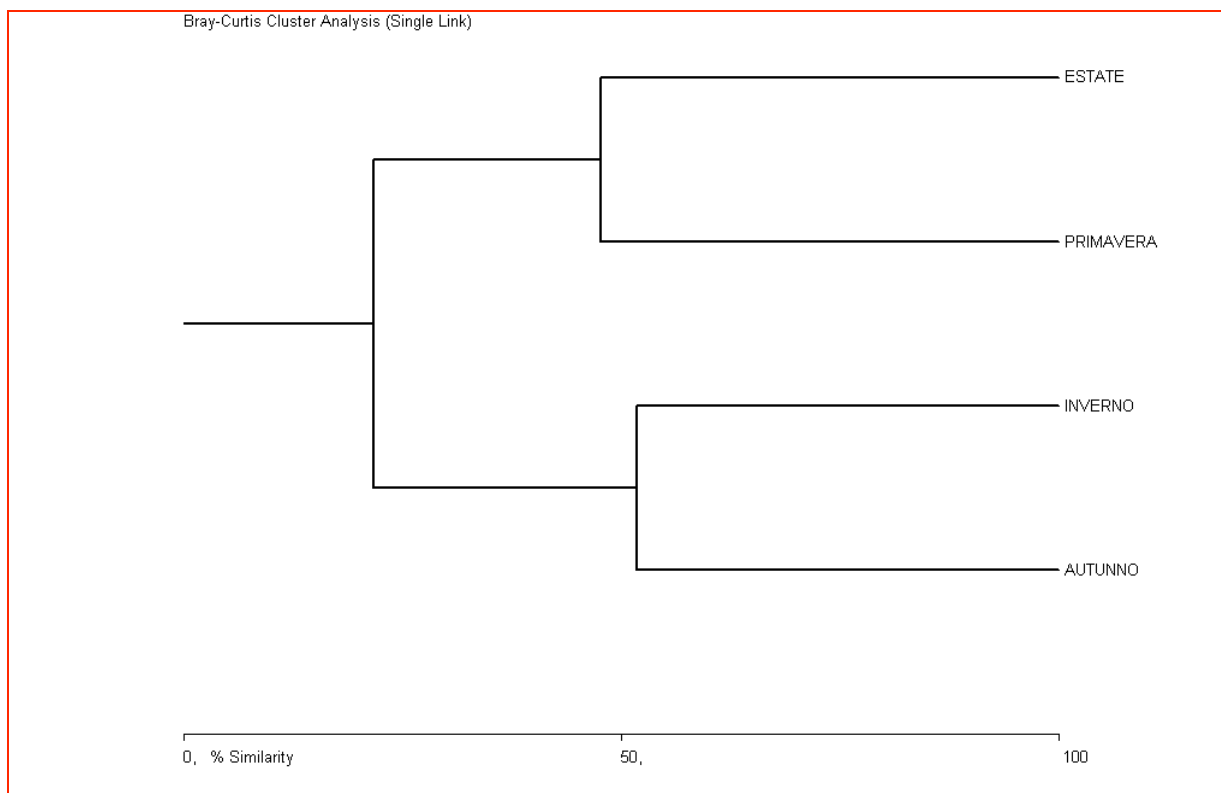 Bray-Curtis Cluster Analysis (Single Link)
ESTATE
PRIMAVERA
INVERNO
AUTUNNO
0, % Similarity 50, 100